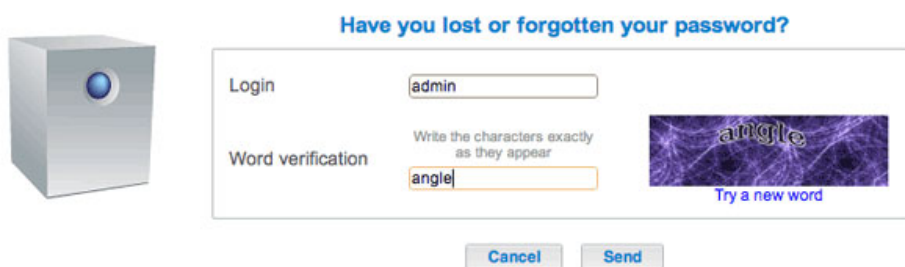 Have you lost or forgotten your password?
Login
admin
Write the characters exactly
as they appear
Word verification
angle
angle
Try a new word
Cancel
Send